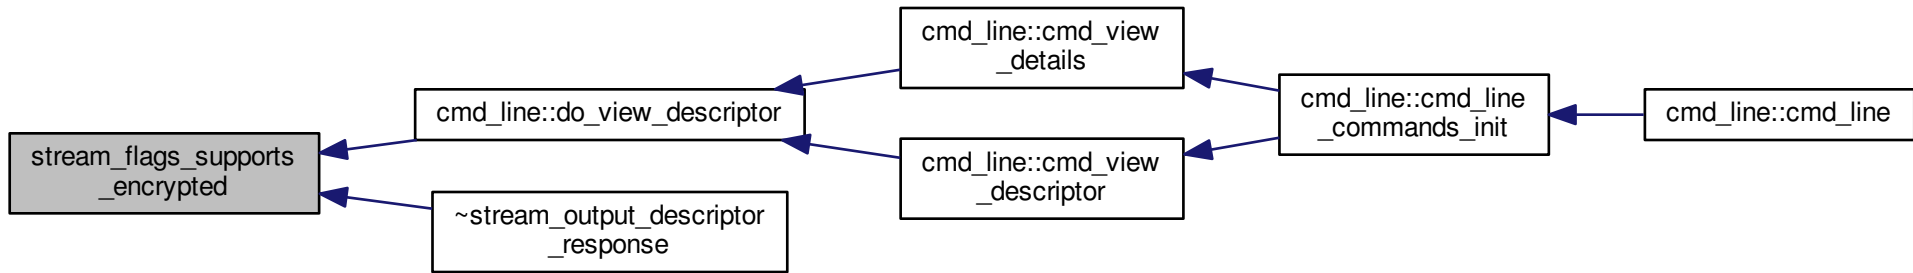 stream_flags_supports
_encrypted
cmd_line::do_view_descriptor
~stream_output_descriptor
_response
cmd_line::cmd_view
_details
cmd_line::cmd_view
_descriptor
cmd_line::cmd_line
_commands_init
cmd_line::cmd_line